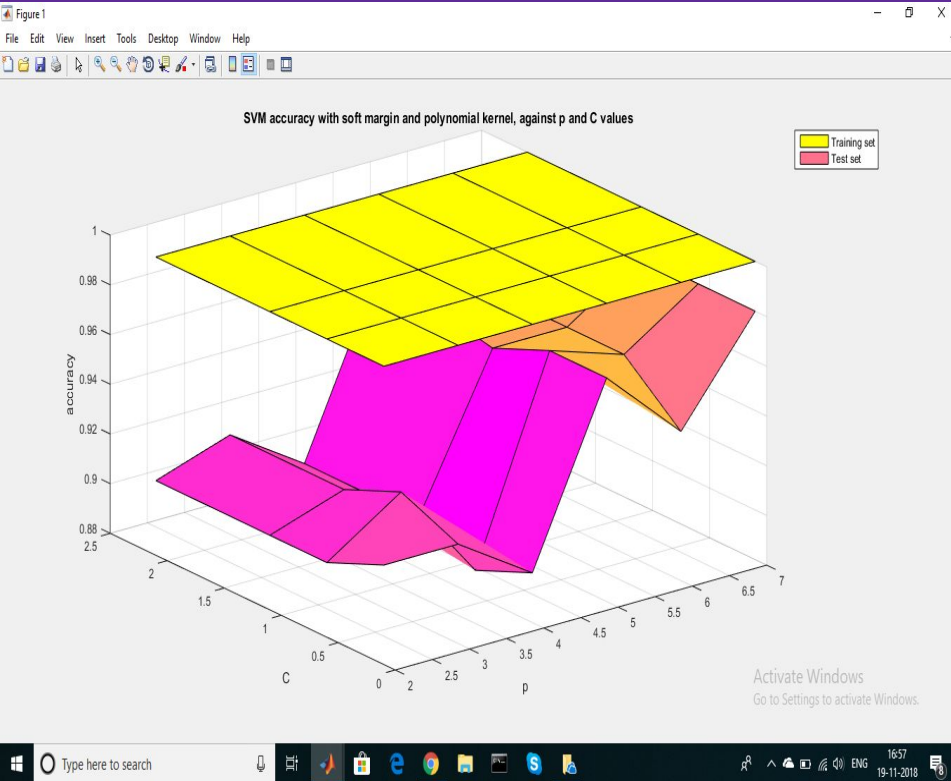 Figure 1
File Edit View Insert Tools Desktop Window Help
SVM accuracy with soft margin and polynomial kernel, against p and C values
Training set
Test set
accuracy
1
0.98
0.96
0.94
0.92
0.9
0.88
2.5
2
1.5
1
0.5
0
C
2
2.5
3
3.5
4
4.5
5
5.5
6
6.5
7
p
Activate Windows
Go to Settings to activate Windows.
Type here to search
ENG
16:57
19-11-2018
8